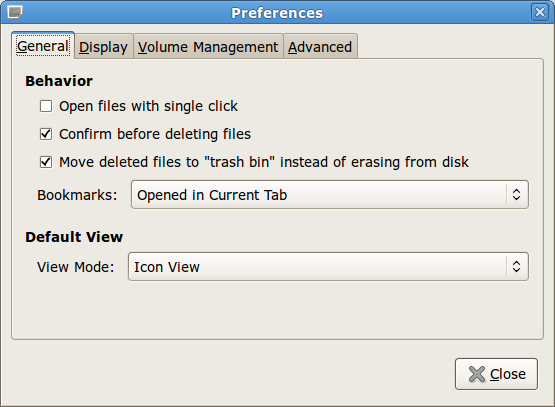 Preferences
General Display Volume Management Advanced
Behavior
Open files with single click
Confirm before deleting files
Move deleted files to "trash bin" instead of erasing from disk
Bookmarks: Opened in Current Tab
Default View
View Mode: Icon View
Close